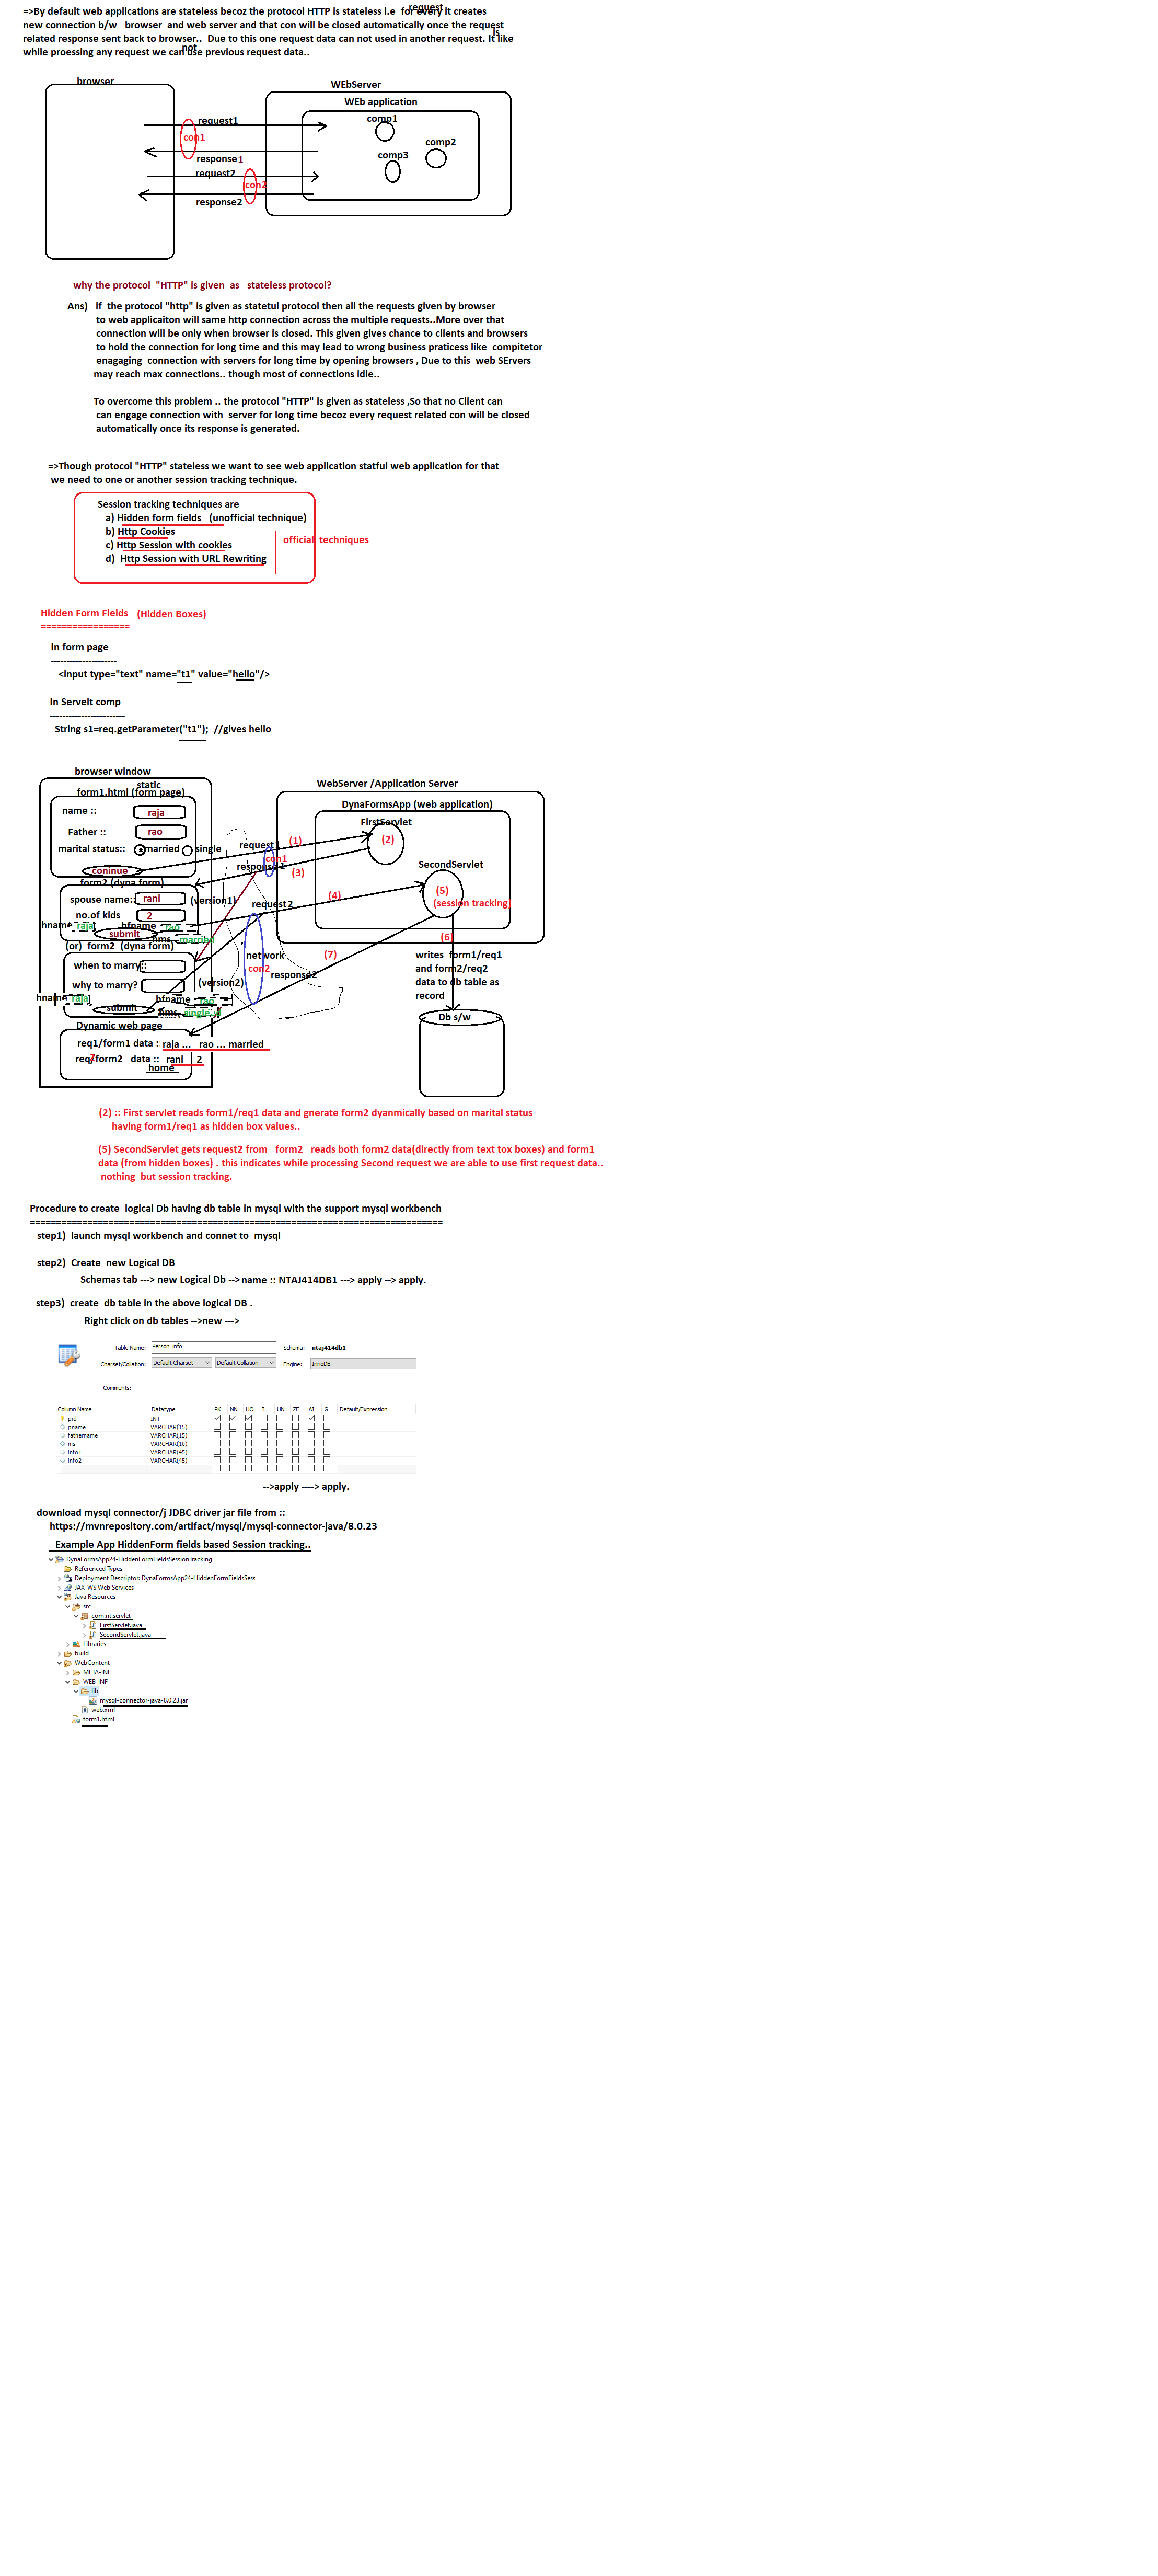 request
=>By default web applications are stateless becoz the protocol HTTP is stateless i.e  for every it creates
new connection b/w   browser  and web server and that con will be closed automatically once the request
is
related response sent back to browser..  Due to this one request data can not used in another request. It like
not
while proessing any request we can use previous request data..
browser
WEbServer
WEb application
comp1
request1
con1
comp2
comp3
response1
request2
con2
response2
why the protocol  "HTTP" is given  as   stateless protocol?
Ans)   if  the protocol "http" is given as statetul protocol then all the requests given by browser
to web applicaiton will same http connection across the multiple requests..More over that
connection will be only when browser is closed. This given gives chance to clients and browsers
to hold the connection for long time and this may lead to wrong business praticess like  compitetor
enagaging  connection with servers for long time by opening browsers , Due to this  web SErvers
may reach max connections.. though most of connections idle..
To overcome this problem .. the protocol "HTTP" is given as stateless ,So that no Client can
can engage connection with  server for long time becoz every request related con will be closed
automatically once its response is generated.
=>Though protocol "HTTP" stateless we want to see web application statful web application for that
we need to one or another session tracking technique.
Session tracking techniques are
a) Hidden form fields   (unofficial technique)
b) Http Cookies
c) Http Session with cookies
official  techniques
d)  Http Session with URL Rewriting
Hidden Form Fields   (Hidden Boxes)
=================
In form page
---------------------
<input type="text" name="t1" value="hello"/>
In Servelt comp
------------------------
String s1=req.getParameter("t1");  //gives hello
browser window
WebServer /Application Server
static
form1.html (form page)
DynaFormsApp (web application)
name ::
raja
FirstServlet
Father ::
rao
(2)
marital status::
married
single
request1
(1)
con1
coninue
response1
(3)
SecondServlet
form2 (dyna form)
spouse name::
rani
(version1)
(4)
(5)
request2
(session tracking)
no.of kids
2
hname
raja
hfname
rao
submit
hms
married
(6)
(or)  form2  (dyna form)
network
(7)
writes  form1/req1
when to marry::
con2
and form2/req2
response2
why to marry?
(version2)
data to db table as
record
hname
raja
hfname
rao
submit
hms
single
Db s/w
Dynamic web page
req1/form1 data :
raja ...   rao ... married
req2/form2   data ::
rani
2
home
(2) :: First servlet reads form1/req1 data and gnerate form2 dyanmically based on marital status
having form1/req1 as hidden box values..
(5) SecondServlet gets request2 from   form2   reads both form2 data(directly from text tox boxes) and form1
data (from hidden boxes) . this indicates while processing Second request we are able to use first request data..
nothing  but session tracking.
Procedure to create  logical Db having db table in mysql with the support mysql workbench
===============================================================================
step1)  launch mysql workbench and connet to  mysql
step2)  Create  new Logical DB
Schemas tab ---> new Logical Db --> name :: NTAJ414DB1 ---> apply --> apply.
step3)  create  db table in the above logical DB .
Right click on db tables -->new --->
Table Name: Person_info Schema: ntaj414db1
Charset/Collation: Default Charset Default Collation Engine: InnoDB
Comments:
Column Name Datatype PK NN UQ B UN ZF AI G Default/Expression
pid INT
pname VARCHAR(15)
fathername VARCHAR(15)
ms VARCHAR(10)
info1 VARCHAR(45)
info2 VARCHAR(45)
-->apply ----> apply.
download mysql connector/j JDBC driver jar file from ::
https://mvnrepository.com/artifact/mysql/mysql-connector-java/8.0.23
Example App HiddenForm fields based Session tracking..
DynaFormsApp24-HiddenFormFieldsSessionTracking
Referenced Types
Deployment Descriptor: DynaFormsApp24-HiddenFormFieldsSess
JAX-WS Web Services
Java Resources
src
com.nt.servlet
FirstServlet.java
SecondServlet.java
Libraries
build
WebContent
META-INF
WEB-INF
lib
mysql-connector-java-8.0.23.jar
web.xml
form1.html